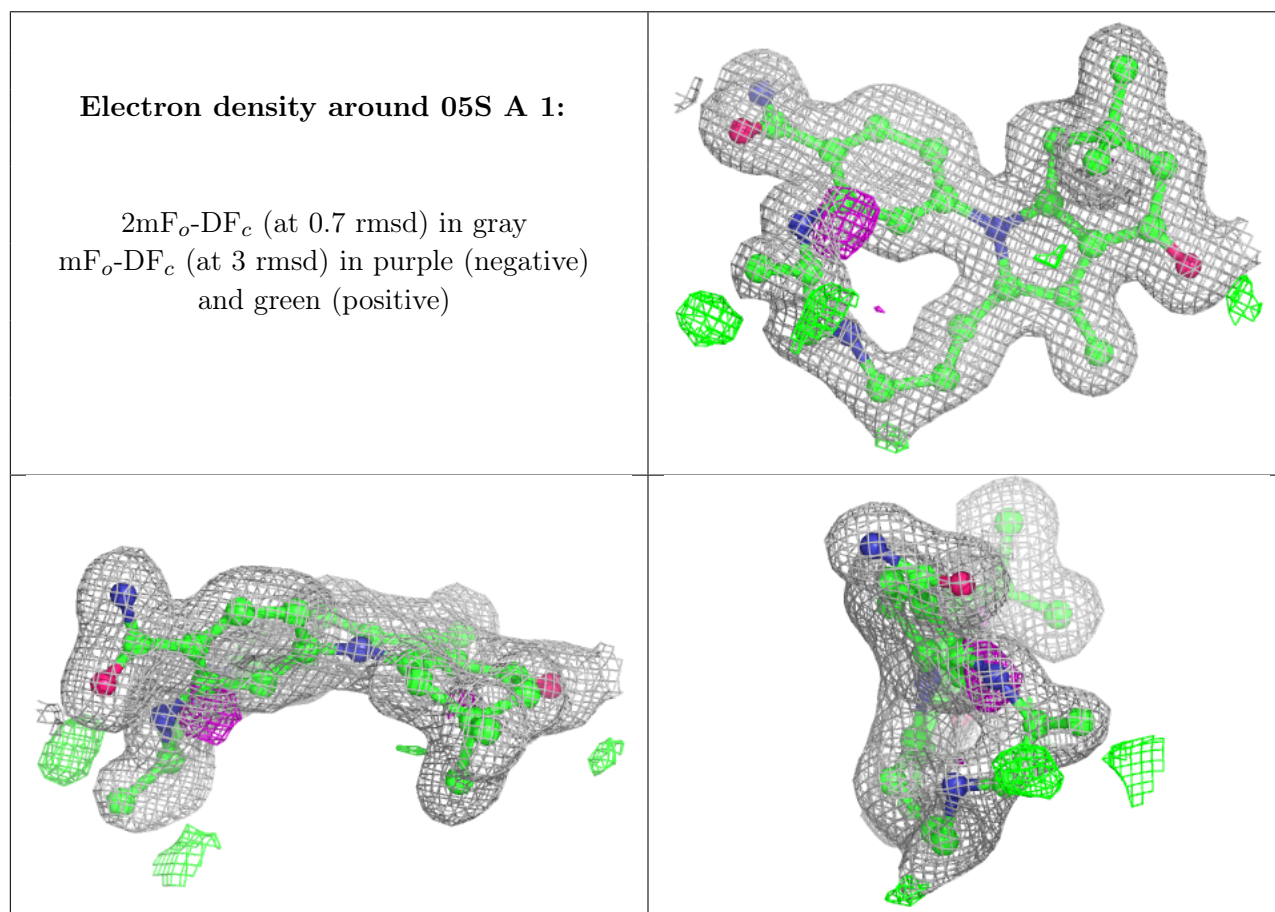 Electron density around 05S A 1:
2mFo-DFc (at 0.7 rmsd) in gray
mFo-DFc (at 3 rmsd) in purple (negative)
and green (positive)